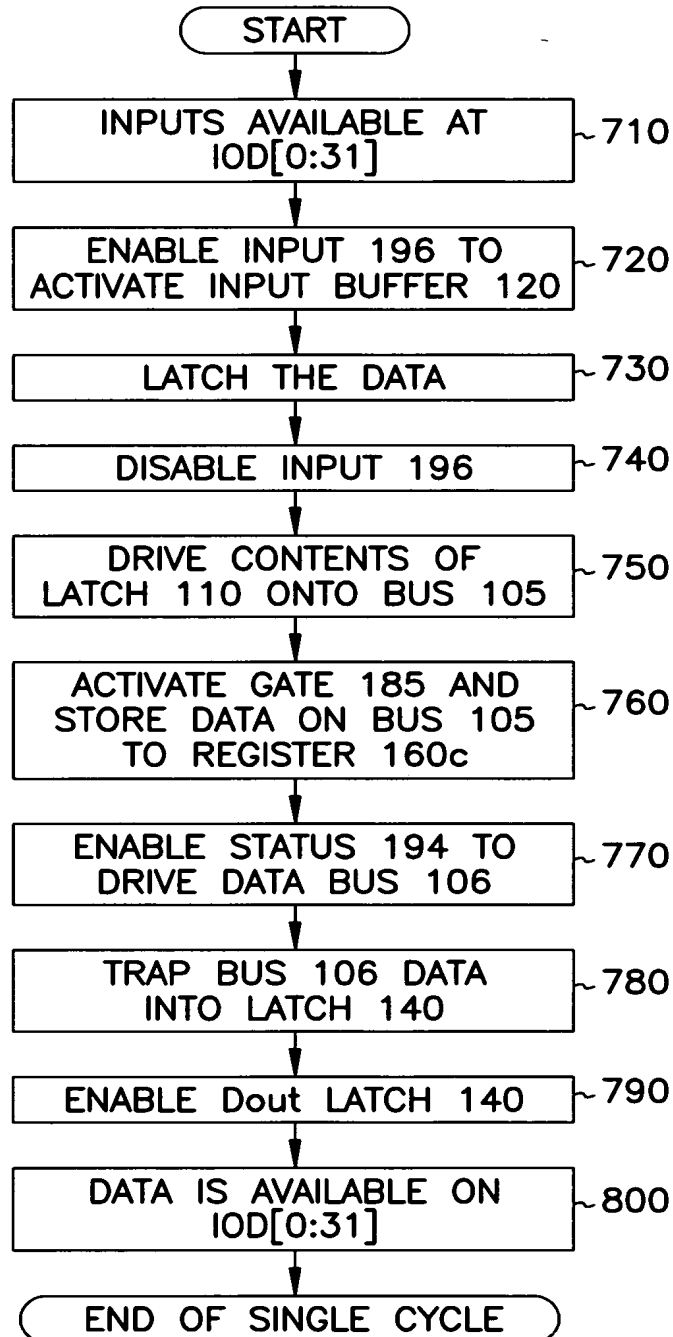 START
INPUTS AVAILABLE AT
IOD[0:31]
710
ENABLE INPUT 196 TO
ACTIVATE INPUT BUFFER 120
720
LATCH THE DATA
730
DISABLE INPUT 196
740
DRIVE CONTENTS OF
LATCH 110 ONTO BUS 105
750
ACTIVATE GATE 185 AND
STORE DATA ON BUS 105
TO REGISTER 160c
760
ENABLE STATUS 194 TO
DRIVE DATA BUS 106
770
TRAP BUS 106 DATA
INTO LATCH 140
780
ENABLE Dout LATCH 140
790
DATA IS AVAILABLE ON
IOD[0:31]
800
END OF SINGLE CYCLE